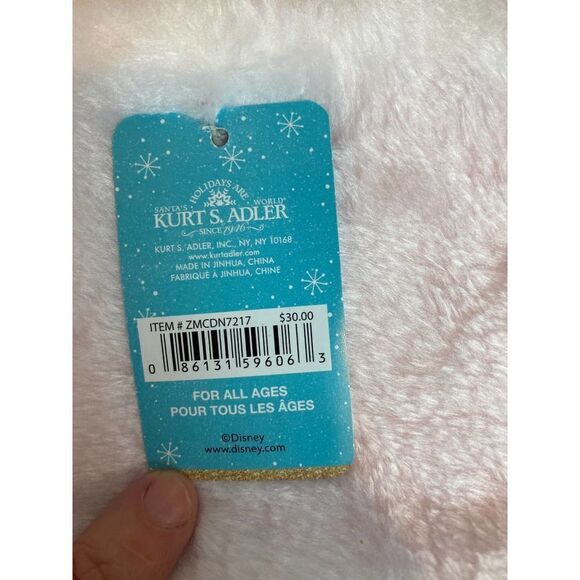 HOLIDAYS ARE
SANTA'S WORLD®
KURT S. ADLER
SINCE 1946
KURT S. ADLER, INC., NY, NY 10168
www.kurtadler.com
MADE IN JINHUA, CHINA
FABRIQUÉ À JINHUA, CHINE
ITEM # ZMCDN7217 $30.00
0 86131 59606 3
FOR ALL AGES
POUR TOUS LES ÂGES
©Disney
www.disney.com